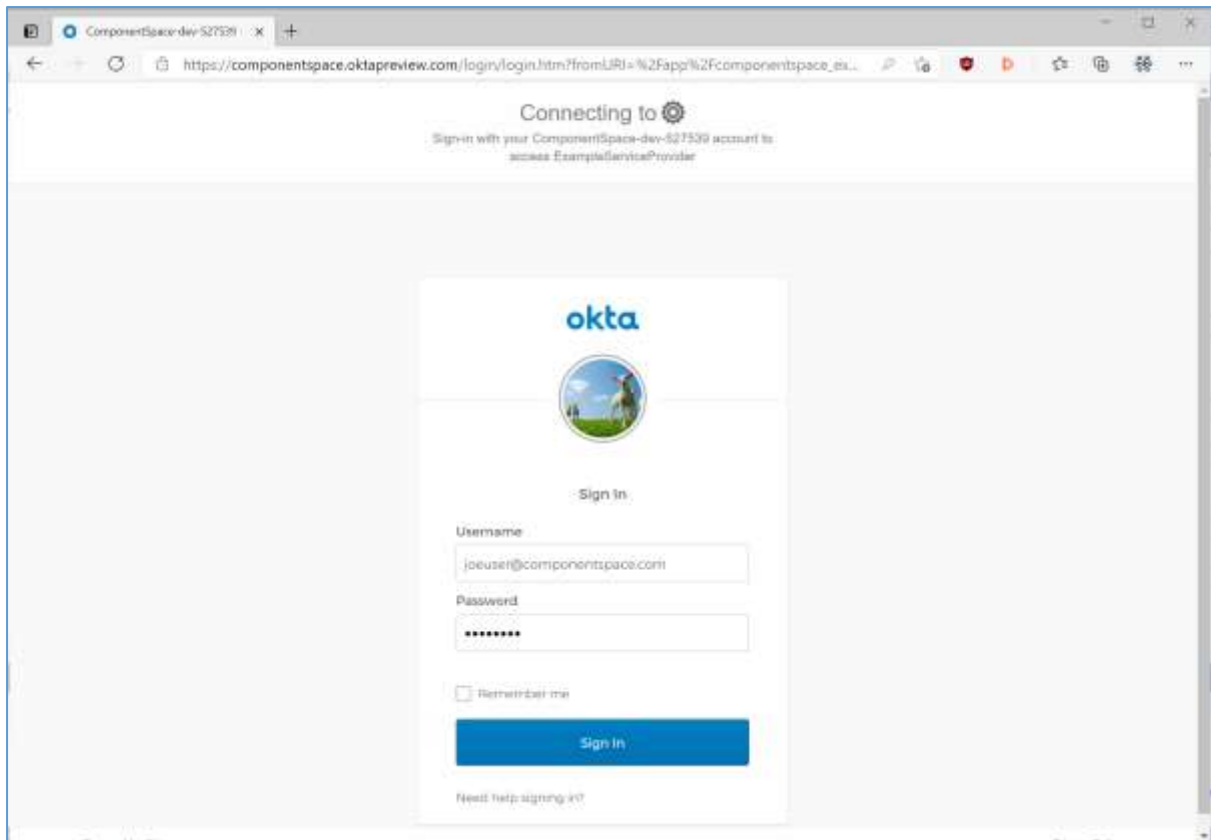 ComponentSpace-dev-527539
https://componentspace.oktapreview.com/login/login.htm?fromURI=%2Fapp%2Fcomponentspace_ex...
Connecting to
Sign-in with your ComponentSpace-dev-527539 account to
access ExampleServiceProvider
okta
Sign In
Username
joeuser@componentspace.com
Password
••••••••
Remember me
Sign In
Need help signing in?